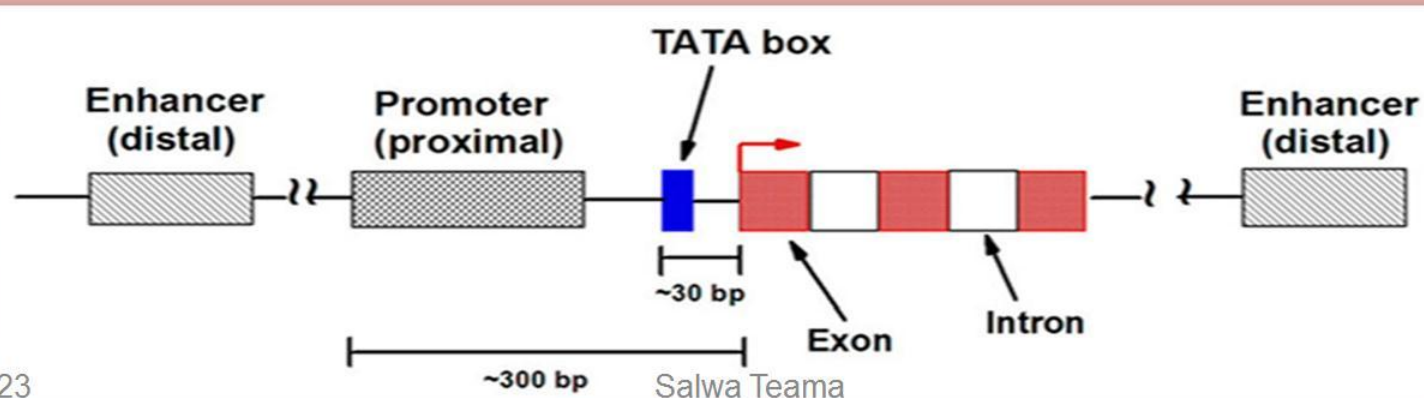 TATA box
Enhancer
(distal)
Promoter
(proximal)
Enhancer
(distal)
~30 bp
Exon
Intron
~300 bp
23
Salwa Teama